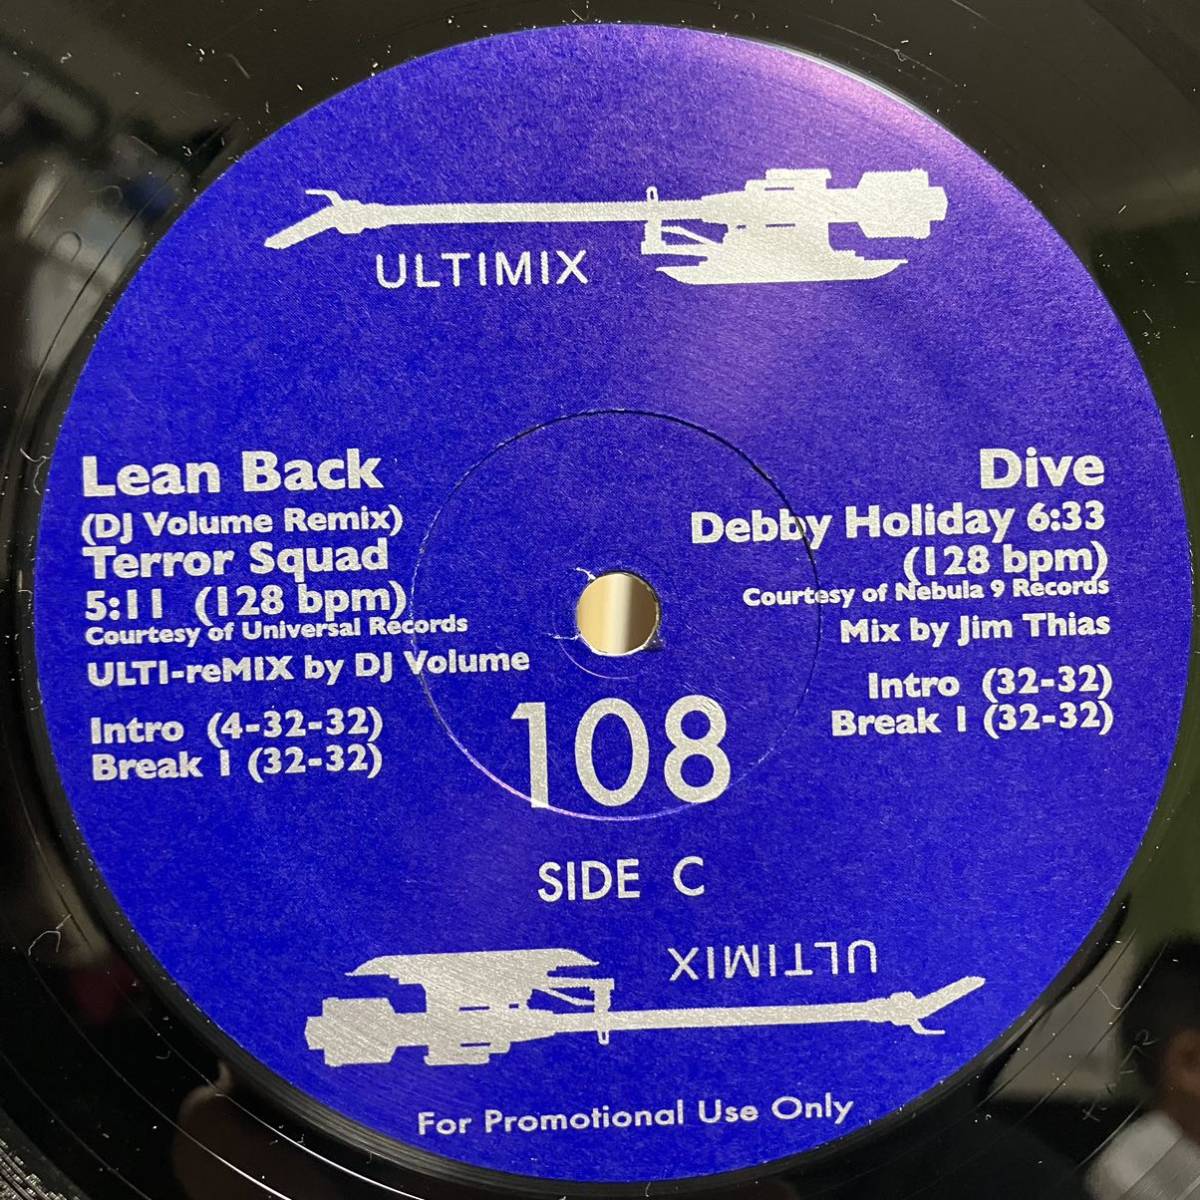 ULTIMIX
Lean Back
(DJ Volume Remix)
Terror Squad
5:11 (128 bpm)
Courtesy of Universal Records
ULTI-reMIX by DJ Volume
Intro (4-32-32)
Break 1 (32-32)
Dive
Debby Holiday 6:33
(128 bpm)
Courtesy of Nebula 9 Records
Mix by Jim Thias
Intro (32-32)
Break 1 (32-32)
108
SIDE C
ULTIMIX
For Promotional Use Only